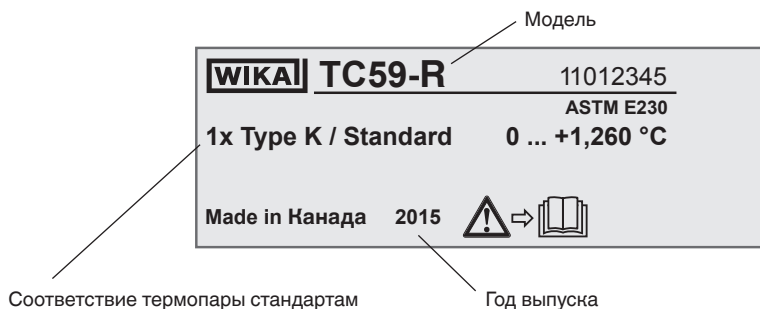 Модель
WIKAI TC59-R 11012345
ASTM E230
1x Type K / Standard 0 ... +1,260 °C
Made in Канада 2015
Соответствие термопары стандартам Год выпуска